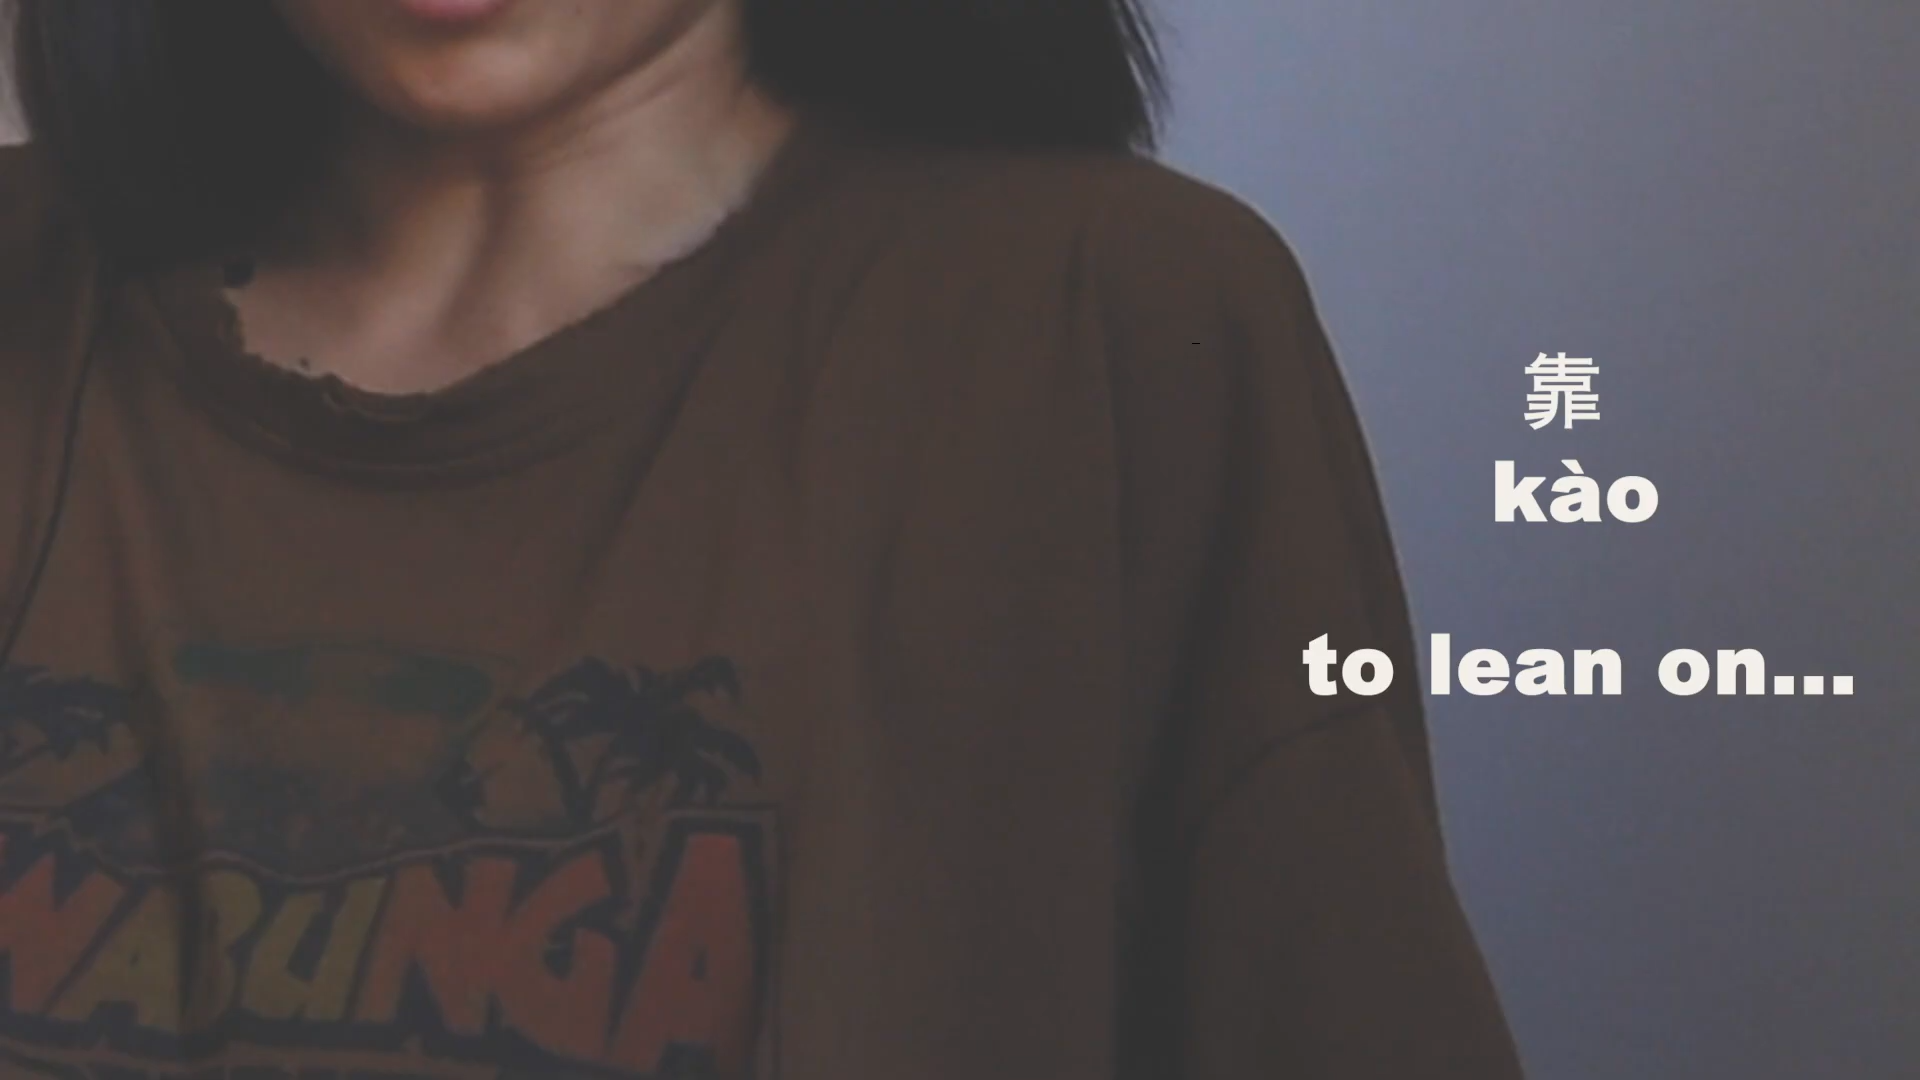 靠
kào
to lean on...
WABUNGA